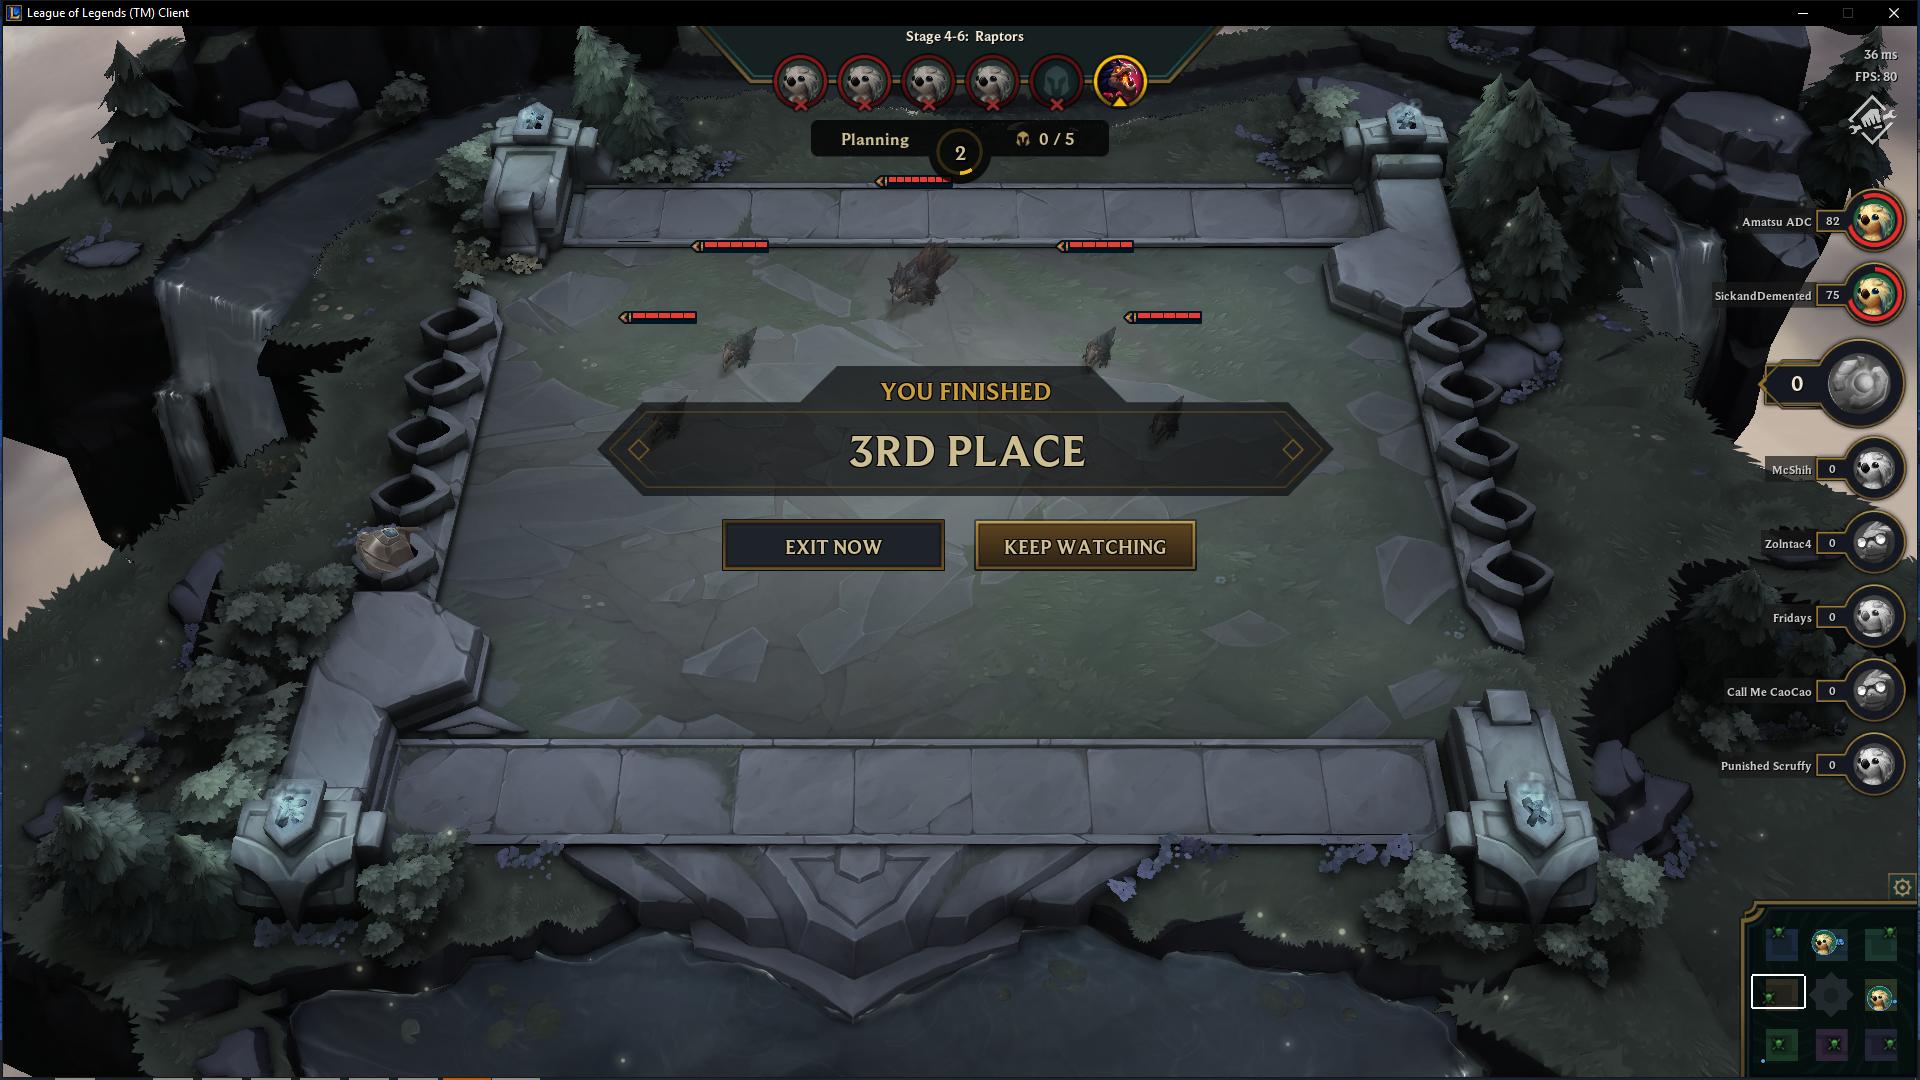 League of Legends (TM) Client
Stage 4-6: Raptors
36 ms
FPS: 80
Planning
2
0 / 5
Amatsu ADC 82
SickandDemented 75
0
YOU FINISHED
3RD PLACE
McShih 0
EXIT NOW
KEEP WATCHING
Zolntac4 0
Fridays 0
Call Me CaoCao 0
Punished Scruffy 0